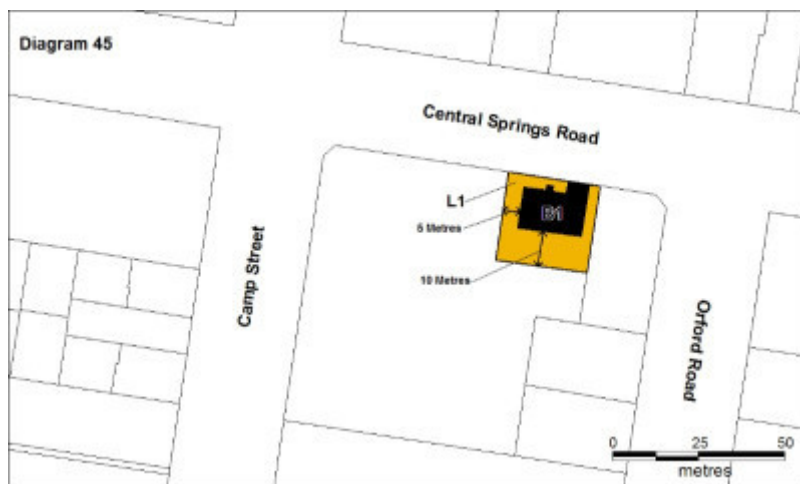 Diagram 45
Central Springs Road
L1
B1
5 Metres
10 Metres
Camp Street
Orford Road
0 25 50
metres